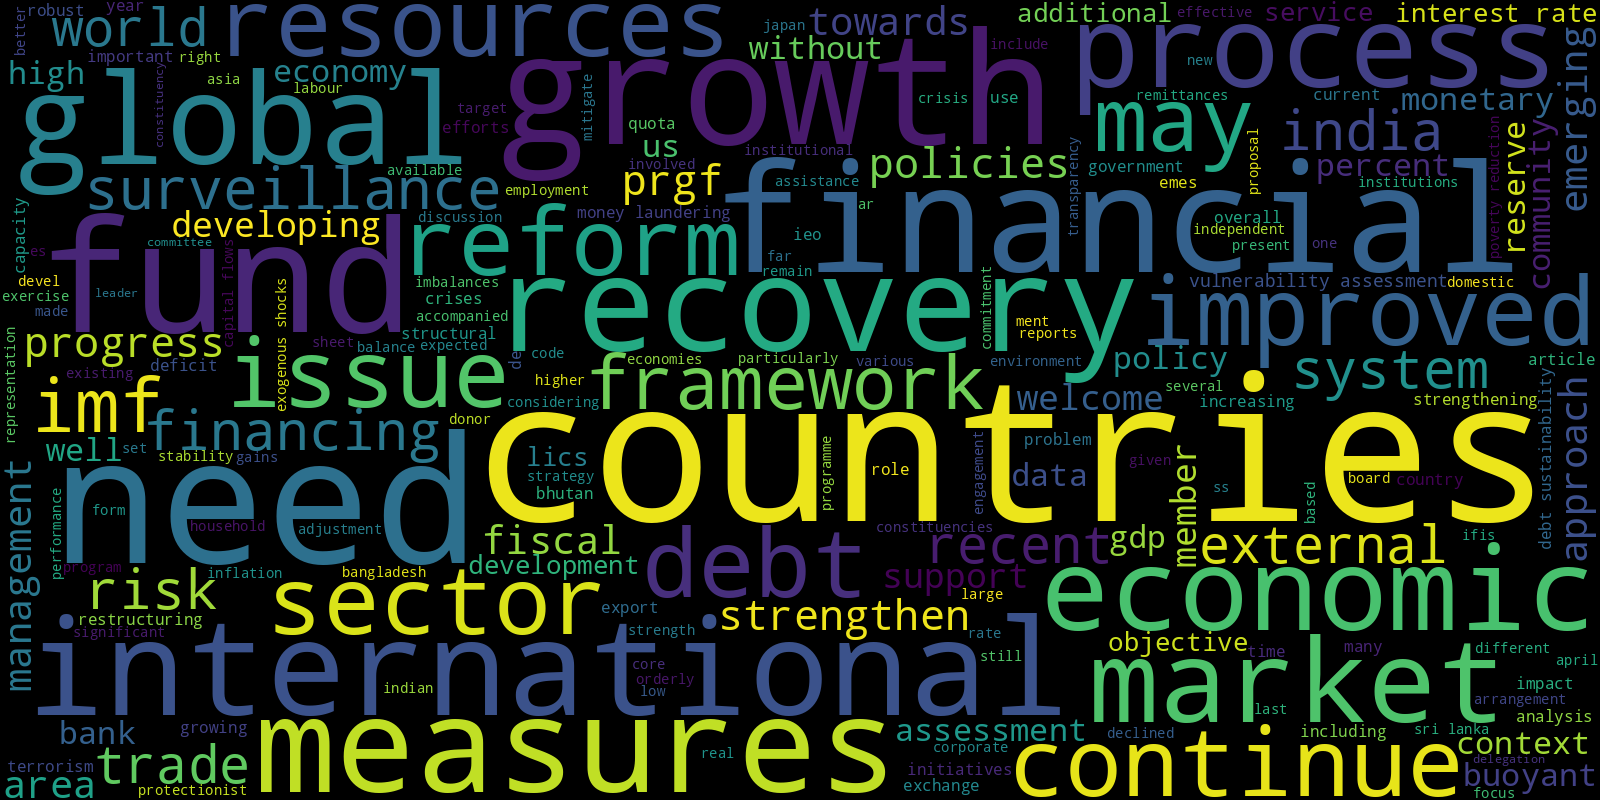 better
robust
year
world
resources
japan
towards
additional
effective
service
interest rate
important
right
without
include
process
new
emerging
high
asia
economy
labour
constituency
global
growth
target
efforts
mitigate
crisis
use
may
remittances
current
monetary
quota
us
institutional
india
available
involved
policies
government
percent
surveillance
employment
prgf
assistance
financial
transparency
emes
proposal
institutions
reserve
poverty reduction
community
capacity
developing
discussion
money laundering
ar
overall
independent
present
one
es
committee
fund
reform
ieo
far
remain
devel
exercise
made
leader
capital flows
exogenous shocks
imbalances
crises
accompanied
recovery
commitment
vulnerability assessment
domestic
improved
progress
sheet
structural
balance
expected
code
de
ment
reports
representation
existing
deficit
issue
economies
particularly
various
environment
policy
system
article
imf
higher
considering
framework
welcome
several
increasing
strengthening
financing
donor
countries
debt sustainability
approach
well
set
stability
gains
lics
strategy
bhutan
programme
role
engagement
problem
data
given
member
board
country
management
need
performance
form
household
adjustment
constituencies
ss
based
ifis
program
fiscal
development
debt
recent
gdp
external
risk
inflation
bangladesh
support
economic
restructuring
significant
sector
export
strength
strengthen
large
rate
still
objective
time
many
different
april
international
indian
core
orderly
low
market
impact
arrangement
last
analysis
bank
growing
measures
real
assessment
corporate
declined
including
sri lanka
context
delegation
terrorism
area
trade
protectionist
initiatives
exchange
continue
buoyant
focus